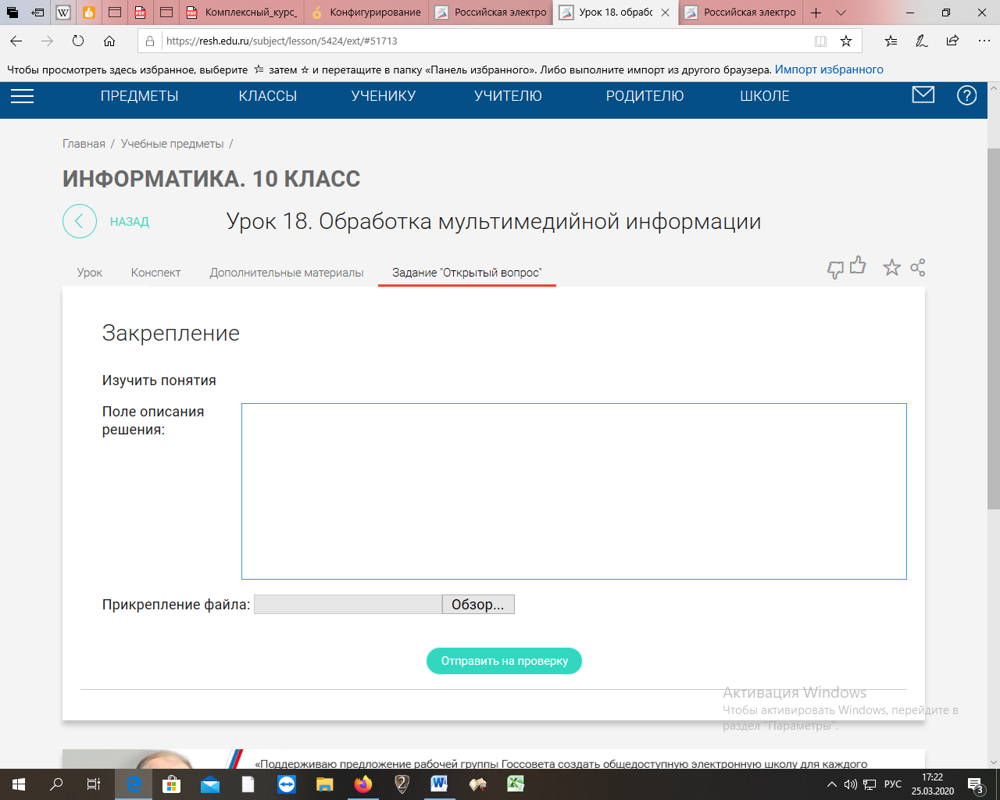 Комплексный_курс_
Конфигурирование
Российская электро
Урок 18. обрабо
Российская электро
https://resh.edu.ru/subject/lesson/5424/ext/#51713
Чтобы просмотреть здесь избранное, выберите затем ☆ и перетащите в папку «Панель избранного». Либо выполните импорт из другого браузера. Импорт избранного
ПРЕДМЕТЫ КЛАССЫ УЧЕНИКУ УЧИТЕЛЮ РОДИТЕЛЮ ШКОЛЕ
Главная / Учебные предметы /
ИНФОРМАТИКА. 10 КЛАСС
НАЗАД
Урок 18. Обработка мультимедийной информации
Урок Конспект Дополнительные материалы Задание "Открытый вопрос"
Закрепление
Изучить понятия
Поле описания
решения:
Прикрепление файла: Обзор...
Отправить на проверку
Активация Windows
Чтобы активировать Windows, перейдите в
раздел "Параметры".
«Поддерживаю предложение рабочей группы Госсовета создать общедоступную электронную школу для каждого
РУС
17:22
25.03.2020
3